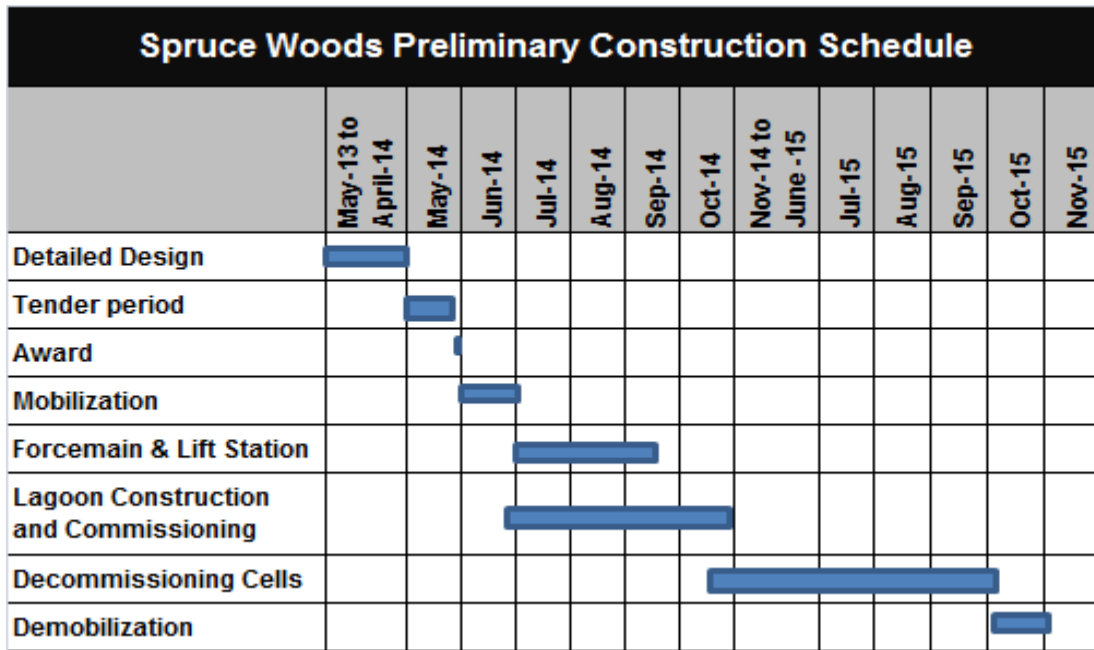 Spruce Woods Preliminary Construction Schedule
May-13 to
April-14
May-14
Jun-14
Jul-14
Aug-14
Sep-14
Oct-14
Nov-14 to
June -15
Jul-15
Aug-15
Sep-15
Oct-15
Nov-15
Detailed Design
Tender period
Award
Mobilization
Forcemain & Lift Station
Lagoon Construction
and Commissioning
Decommissioning Cells
Demobilization